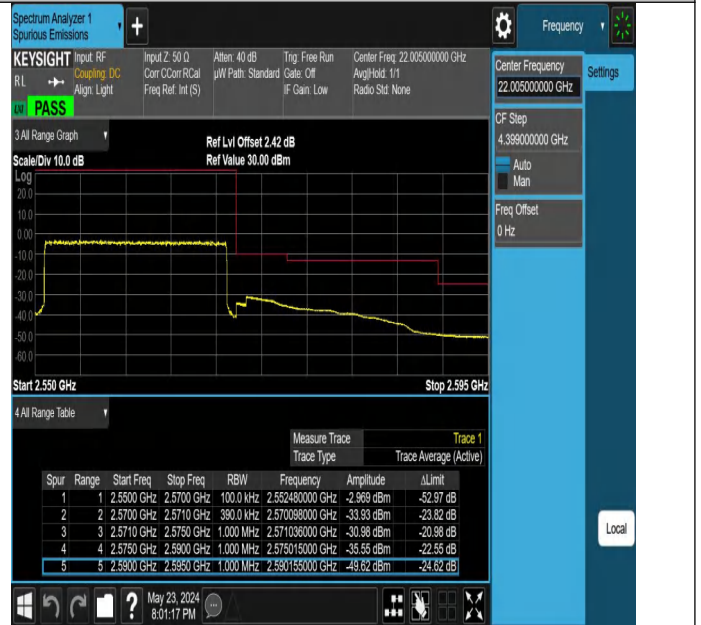 Spectrum Analyzer 1
Spurious Emissions
+
Frequency
KEYSIGHT
RL
LXI PASS
Input: RF
Coupling: DC
Align: Light
Input Z: 50 Ω
Corr CCorr RCal
Freq Ref: Int (S)
Atten: 40 dB
µW Path: Standard
Trig: Free Run
Gate: Off
IF Gain: Low
Center Freq: 22.005000000 GHz
Avg|Hold: 1/1
Radio Std: None
Center Frequency
22.005000000 GHz
Settings
CF Step
4.399000000 GHz
Auto
Man
Freq Offset
0 Hz
Local
3 All Range Graph
Scale/Div 10.0 dB
Ref Lvl Offset 2.42 dB
Ref Value 30.00 dBm
Log
20.0
10.0
0.00
-10.0
-20.0
-30.0
-40.0
-50.0
-60.0
Start 2.550 GHz
Stop 2.595 GHz
4 All Range Table
Measure Trace Trace 1
Trace Type Trace Average (Active)
Spur Range Start Freq Stop Freq RBW Frequency Amplitude ΔLimit
1 1 2.5500 GHz 2.5700 GHz 100.0 kHz 2.552480000 GHz -2.969 dBm -52.97 dB
2 2 2.5700 GHz 2.5710 GHz 390.0 kHz 2.570098000 GHz -33.93 dBm -23.82 dB
3 3 2.5710 GHz 2.5750 GHz 1.000 MHz 2.571036000 GHz -30.98 dBm -20.98 dB
4 4 2.5750 GHz 2.5900 GHz 1.000 MHz 2.575015000 GHz -35.55 dBm -22.55 dB
5 5 2.5900 GHz 2.5950 GHz 1.000 MHz 2.590155000 GHz -49.62 dBm -24.62 dB
?
May 23, 2024
8:01:17 PM